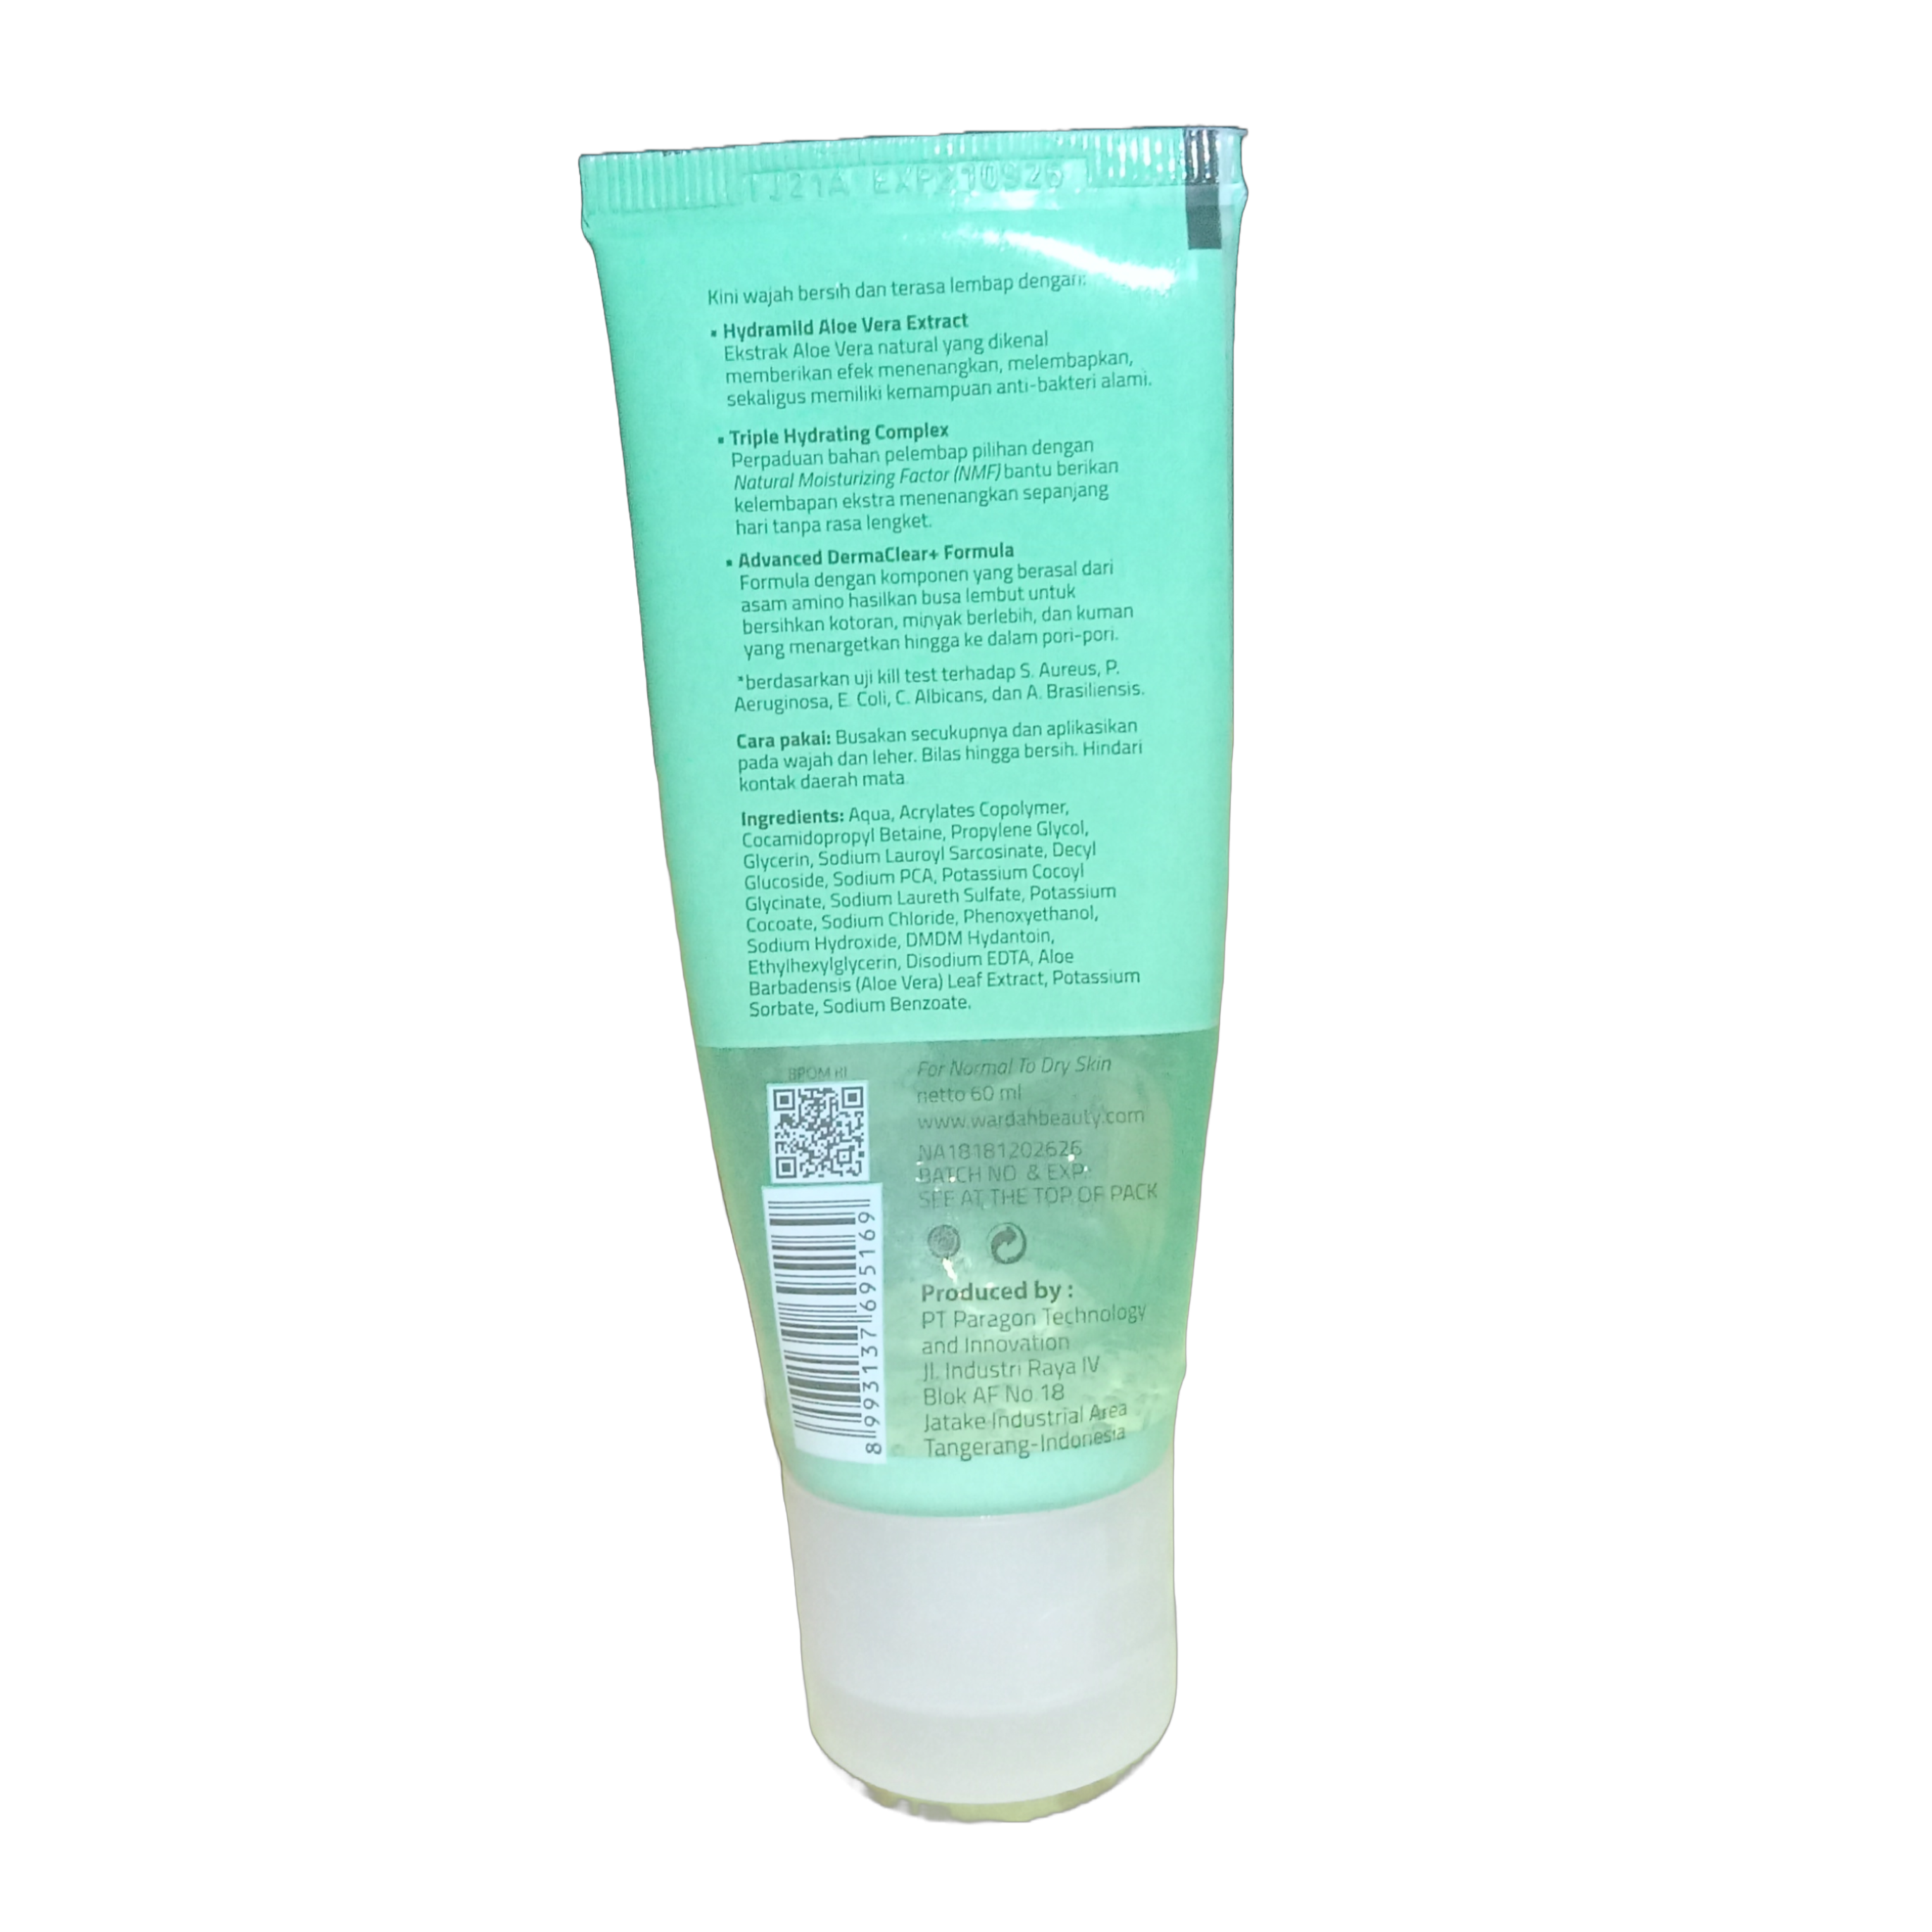 TJ21A EXP210926
Kini wajah bersih dan terasa lembap dengan:
▪ Hydramild Aloe Vera Extract
Ekstrak Aloe Vera natural yang dikenal
memberikan efek menenangkan, melembapkan,
sekaligus memiliki kemampuan anti-bakteri alami.
▪ Triple Hydrating Complex
Perpaduan bahan pelembap pilihan dengan
Natural Moisturizing Factor (NMF) bantu berikan
kelembapan ekstra menenangkan sepanjang
hari tanpa rasa lengket.
▪ Advanced DermaClear+ Formula
Formula dengan komponen yang berasal dari
asam amino hasilkan busa lembut untuk
bersihkan kotoran, minyak berlebih, dan kuman
yang menargetkan hingga ke dalam pori-pori.
*berdasarkan uji kill test terhadap S. Aureus, P.
Aeruginosa, E. Coli, C. Albicans, dan A. Brasiliensis.
Cara pakai: Busakan secukupnya dan aplikasikan
pada wajah dan leher. Bilas hingga bersih. Hindari
kontak daerah mata.
Ingredients: Aqua, Acrylates Copolymer,
Cocamidopropyl Betaine, Propylene Glycol,
Glycerin, Sodium Lauroyl Sarcosinate, Decyl
Glucoside, Sodium PCA, Potassium Cocoyl
Glycinate, Sodium Laureth Sulfate, Potassium
Cocoate, Sodium Chloride, Phenoxyethanol,
Sodium Hydroxide, DMDM Hydantoin,
Ethylhexylglycerin, Disodium EDTA, Aloe
Barbadensis (Aloe Vera) Leaf Extract, Potassium
Sorbate, Sodium Benzoate.
BPOM RI
8 993137 695169
For Normal To Dry Skin
netto 60 ml
www.wardahbeauty.com
NA18181202626
BATCH NO. & EXP:
SEE AT THE TOP OF PACK
Produced by :
PT Paragon Technology
and Innovation
Jl. Industri Raya IV
Blok AF No. 18
Jatake Industrial Area
Tangerang-Indonesia